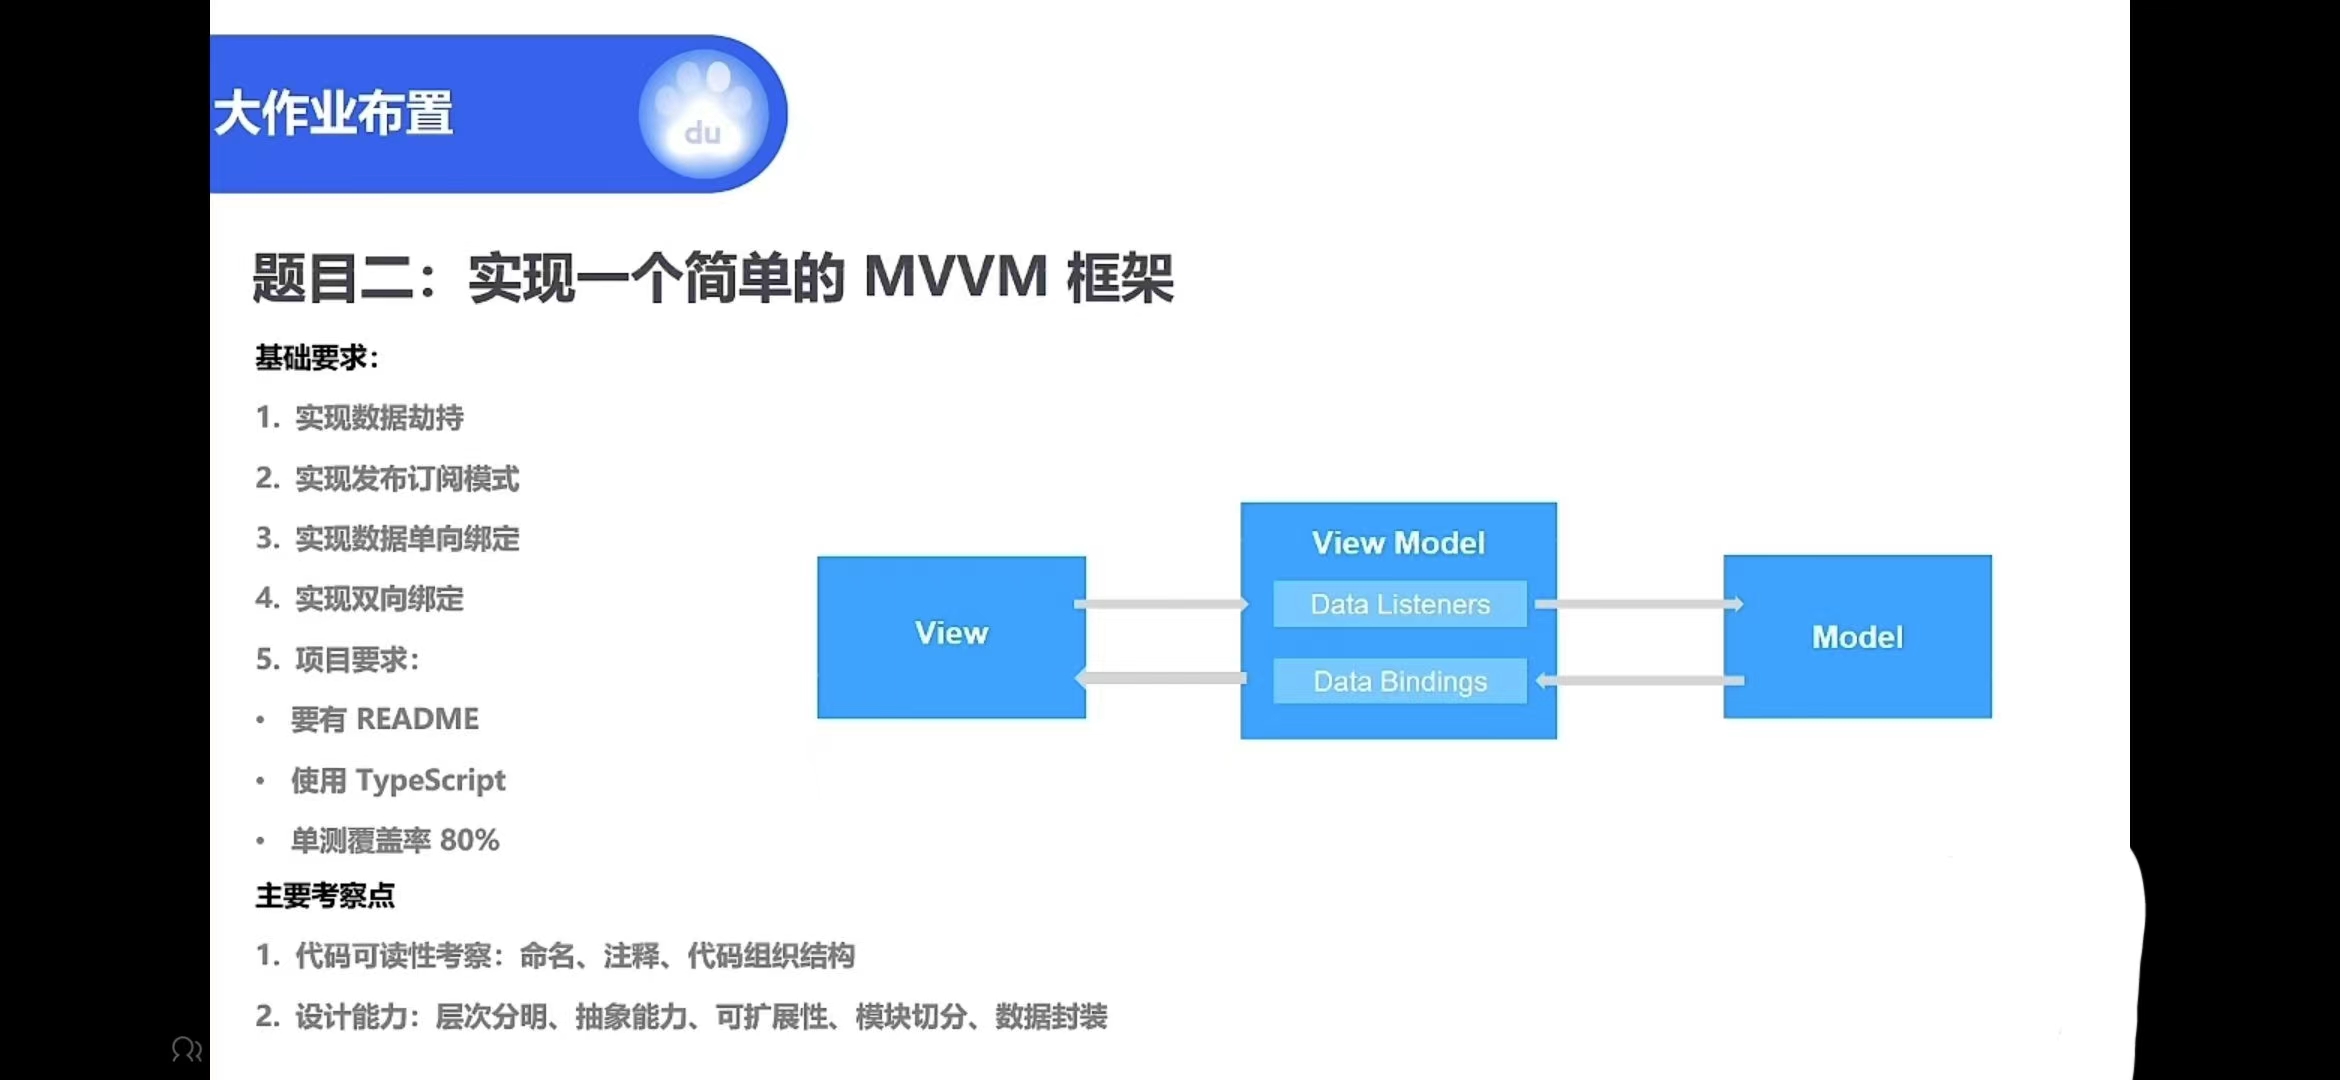 大作业布置
du
题目二：实现一个简单的 MVVM 框架
基础要求：
1. 实现数据劫持
2. 实现发布订阅模式
3. 实现数据单向绑定
4. 实现双向绑定
5. 项目要求：
• 要有 README
• 使用 TypeScript
• 单测覆盖率 80%
主要考察点
1. 代码可读性考察：命名、注释、代码组织结构
2. 设计能力：层次分明、抽象能力、可扩展性、模块切分、数据封装
View
View Model
Data Listeners
Data Bindings
Model